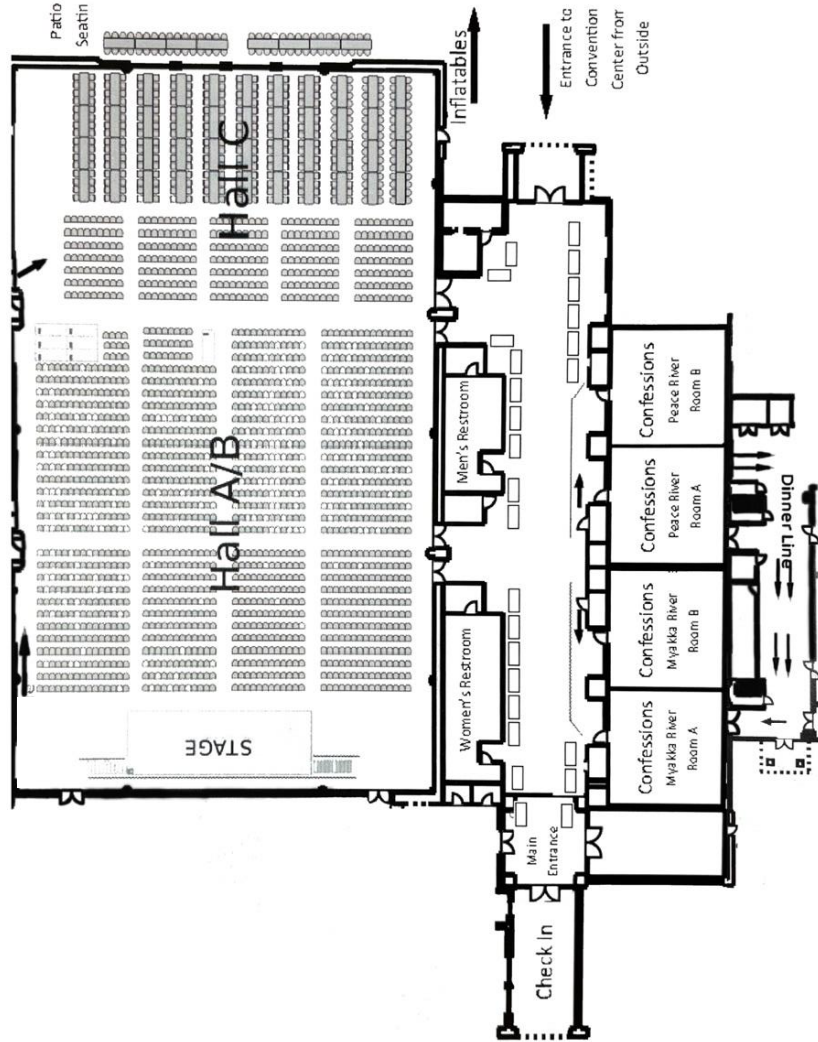 Patio
Seatin
Hall C
Inflatables
Entrance to
Convention
Center from
Outside
Hall A/B
STAGE
Men's Restroom
Women's Restroom
Confessions
Peace River
Room B
Confessions
Peace River
Room A
Confessions
Myakka River
Room B
Confessions
Myakka River
Room A
Dinner Line
Main
Entrance
Check In